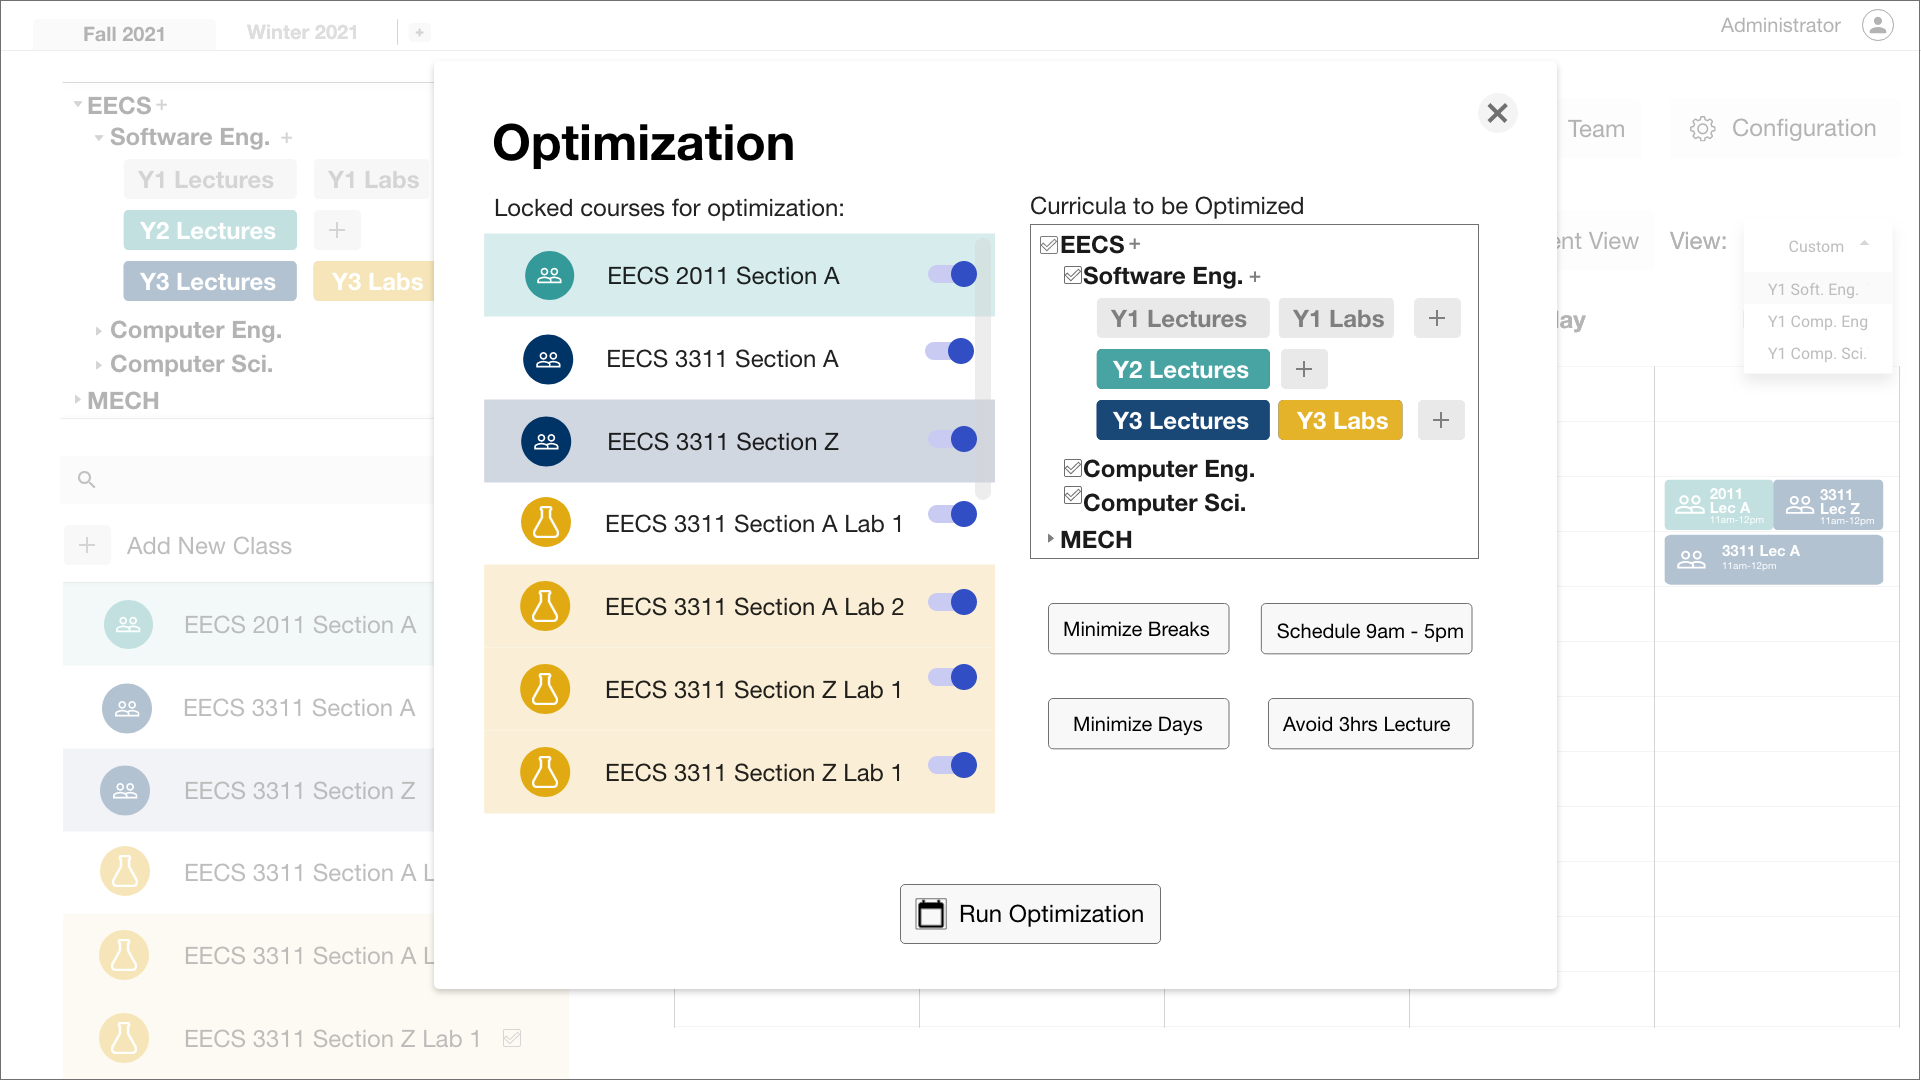 Fall 2021
Winter 2021
+
Administrator
EECS +
Software Eng. +
Y1 Lectures
Y1 Labs
Y2 Lectures
+
Y3 Lectures
Y3 Labs
Computer Eng.
Computer Sci.
MECH
+
Add New Class
EECS 2011 Section A
EECS 3311 Section A
EECS 3311 Section Z
EECS 3311 Section A L
EECS 3311 Section A L
EECS 3311 Section Z Lab 1
Optimization
Locked courses for optimization:
EECS 2011 Section A
EECS 3311 Section A
EECS 3311 Section Z
EECS 3311 Section A Lab 1
EECS 3311 Section A Lab 2
EECS 3311 Section Z Lab 1
EECS 3311 Section Z Lab 1
Curricula to be Optimized
EECS +
Software Eng. +
Y1 Lectures
Y1 Labs
+
Y2 Lectures
+
Y3 Lectures
Y3 Labs
+
Computer Eng.
Computer Sci.
MECH
Minimize Breaks
Schedule 9am - 5pm
Minimize Days
Avoid 3hrs Lecture
Run Optimization
Team
Configuration
nt View
View:
Custom
Y1 Soft. Eng.
Y1 Comp. Eng
Y1 Comp. Sci.
day
2011
Lec A
11am-12pm
3311
Lec Z
11am-12pm
3311 Lec A
11am-12pm